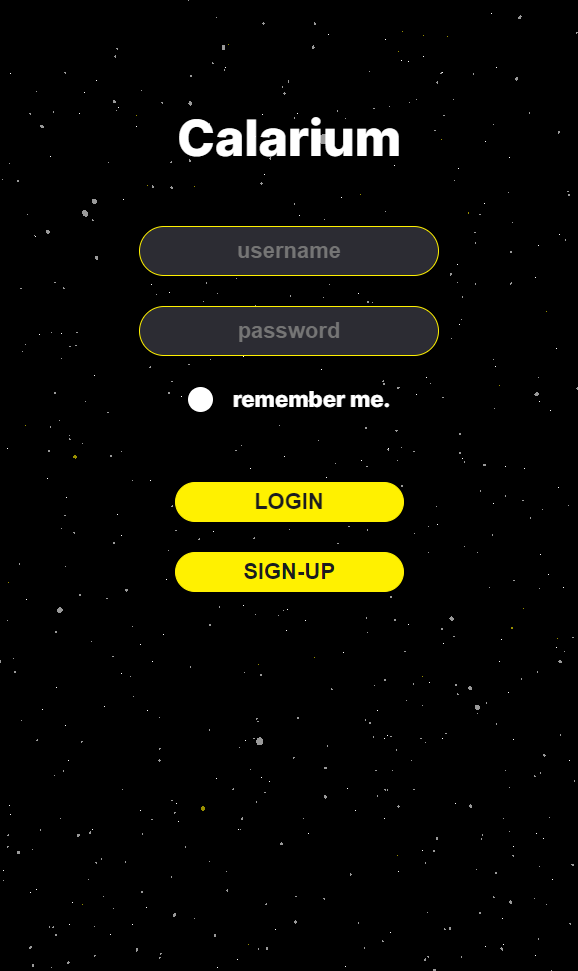 Calarium
username
password
remember me.
LOGIN
SIGN-UP